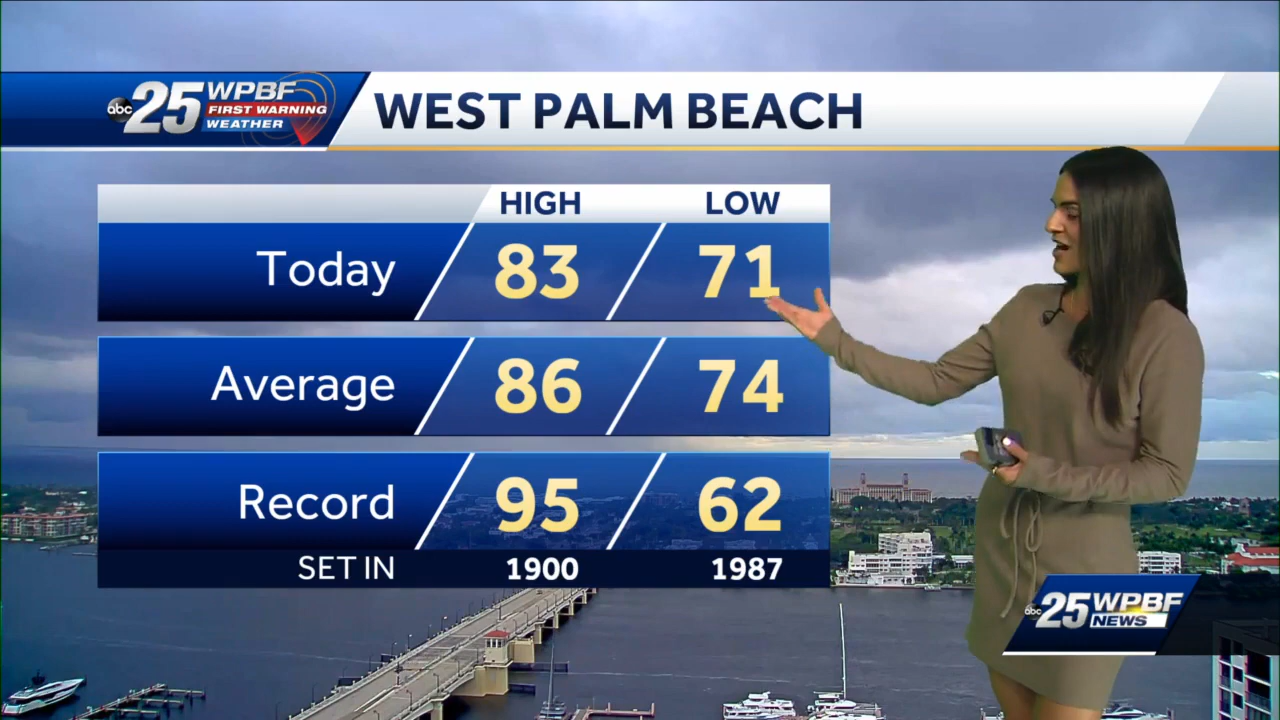 abc 25 WPBF
FIRST WARNING
WEATHER
WEST PALM BEACH
HIGH LOW
Today 83 71
Average 86 74
Record 95 62
SET IN 1900 1987
abc 25 WPBF
NEWS